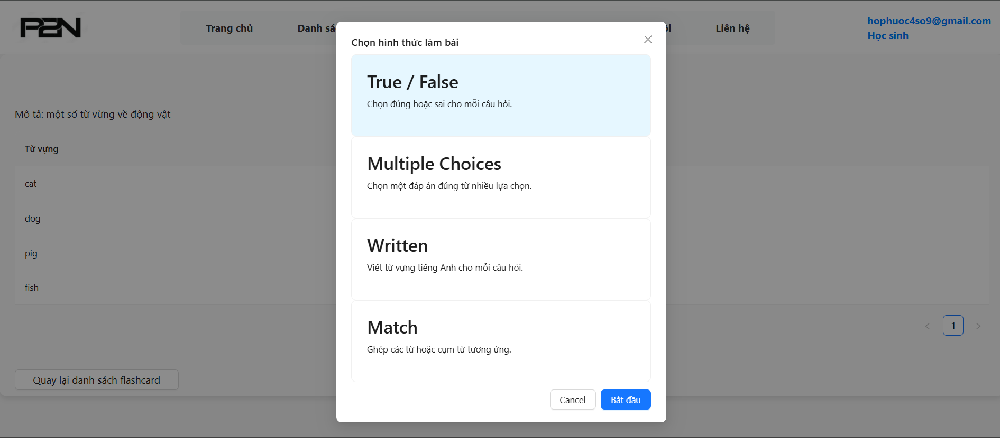 P2N
Trang chủ
Danh
Liên hệ
hophuoc4so9@gmail.com
Học sinh
Mô tả: một số từ vừng về động vật
Từ vựng
cat
dog
pig
fish
1
Quay lại danh sách flashcard
Chọn hình thức làm bài
True / False
Chọn đúng hoặc sai cho mỗi câu hỏi.
Multiple Choices
Chọn một đáp án đúng từ nhiều lựa chọn.
Written
Viết từ vựng tiếng Anh cho mỗi câu hỏi.
Match
Ghép các từ hoặc cụm từ tương ứng.
Cancel
Bắt đầu